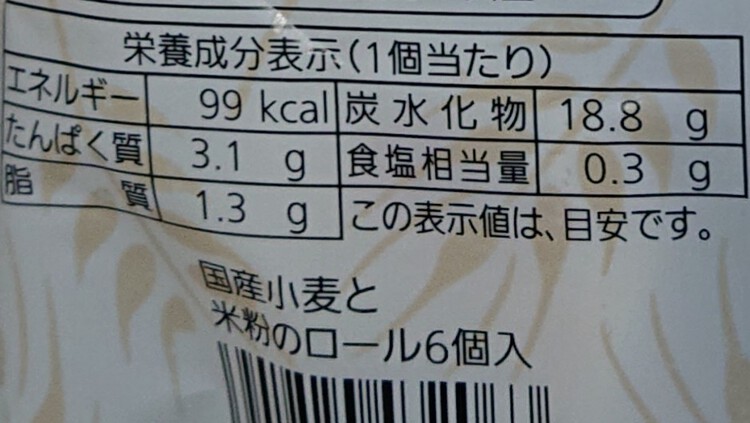 栄養成分表示(1個当たり)
エネルギー 99 kcal 炭水化物 18.8 g
たんぱく質 3.1 g 食塩相当量 0.3 g
脂質 1.3 g この表示値は、目安です。
国産小麦と
米粉のロール6個入